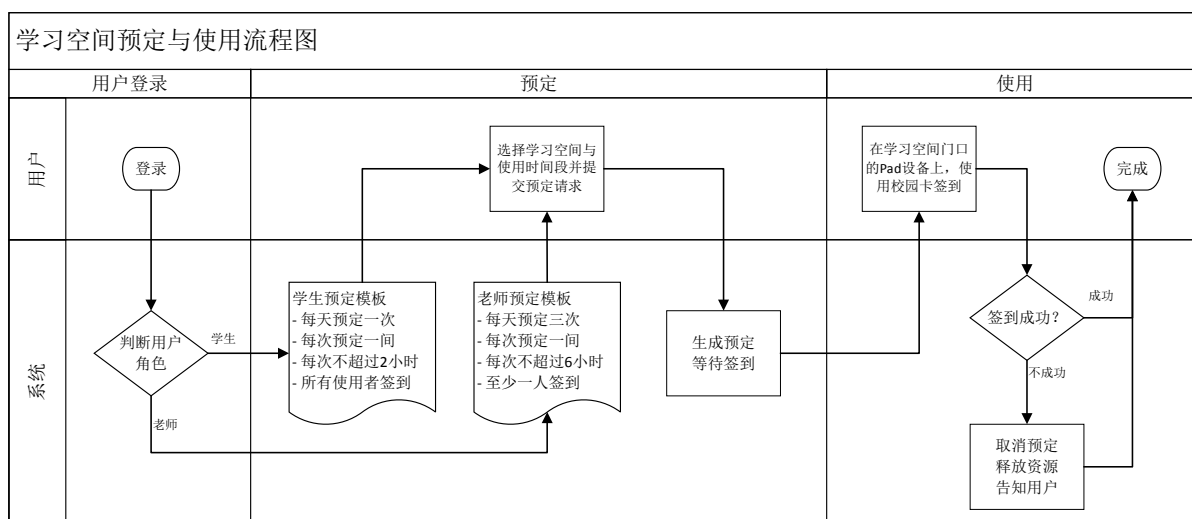 学习空间预定与使用流程图
用户登录
预定
使用
用户
登录
选择学习空间与
使用时间段并提
交预定请求
在学习空间门口
的Pad设备上，使
用校园卡签到
完成
系统
判断用户
角色
学生
老师
学生预定模板
- 每天预定一次
- 每次预定一间
- 每次不超过2小时
- 所有使用者签到
老师预定模板
- 每天预定三次
- 每次预定一间
- 每次不超过6小时
- 至少一人签到
生成预定
等待签到
签到成功？
成功
不成功
取消预定
释放资源
告知用户